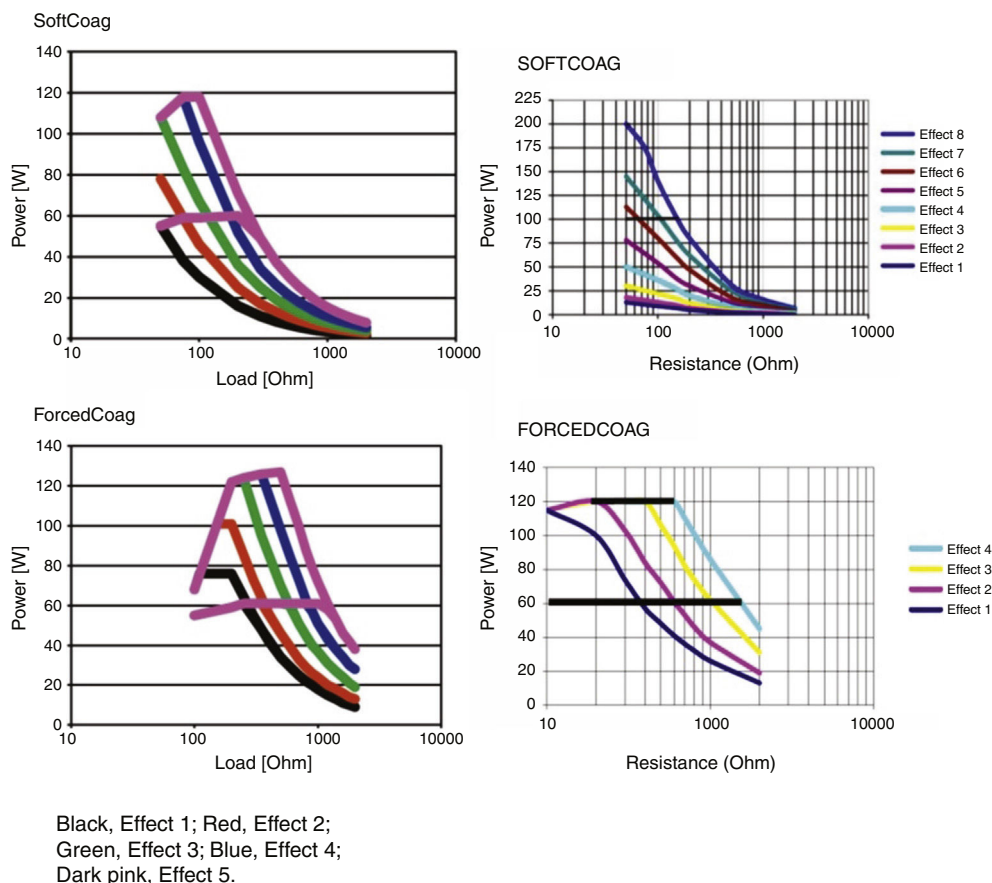 SoftCoag
140
120
100
80
60
40
20
0
Power [W]
10
100
1000
10000
Load [Ohm]
SOFTCOAG
225
200
175
150
125
100
75
50
25
0
Power [W]
10
100
1000
10000
Resistance (Ohm)
Effect 8
Effect 7
Effect 6
Effect 5
Effect 4
Effect 3
Effect 2
Effect 1
ForcedCoag
140
120
100
80
60
40
20
0
Power [W]
10
100
1000
10000
Load [Ohm]
FORCEDCOAG
140
120
100
80
60
40
20
0
Power [W]
10
1000
10000
Resistance (Ohm)
Effect 4
Effect 3
Effect 2
Effect 1
Black, Effect 1; Red, Effect 2;
Green, Effect 3; Blue, Effect 4;
Dark pink, Effect 5.